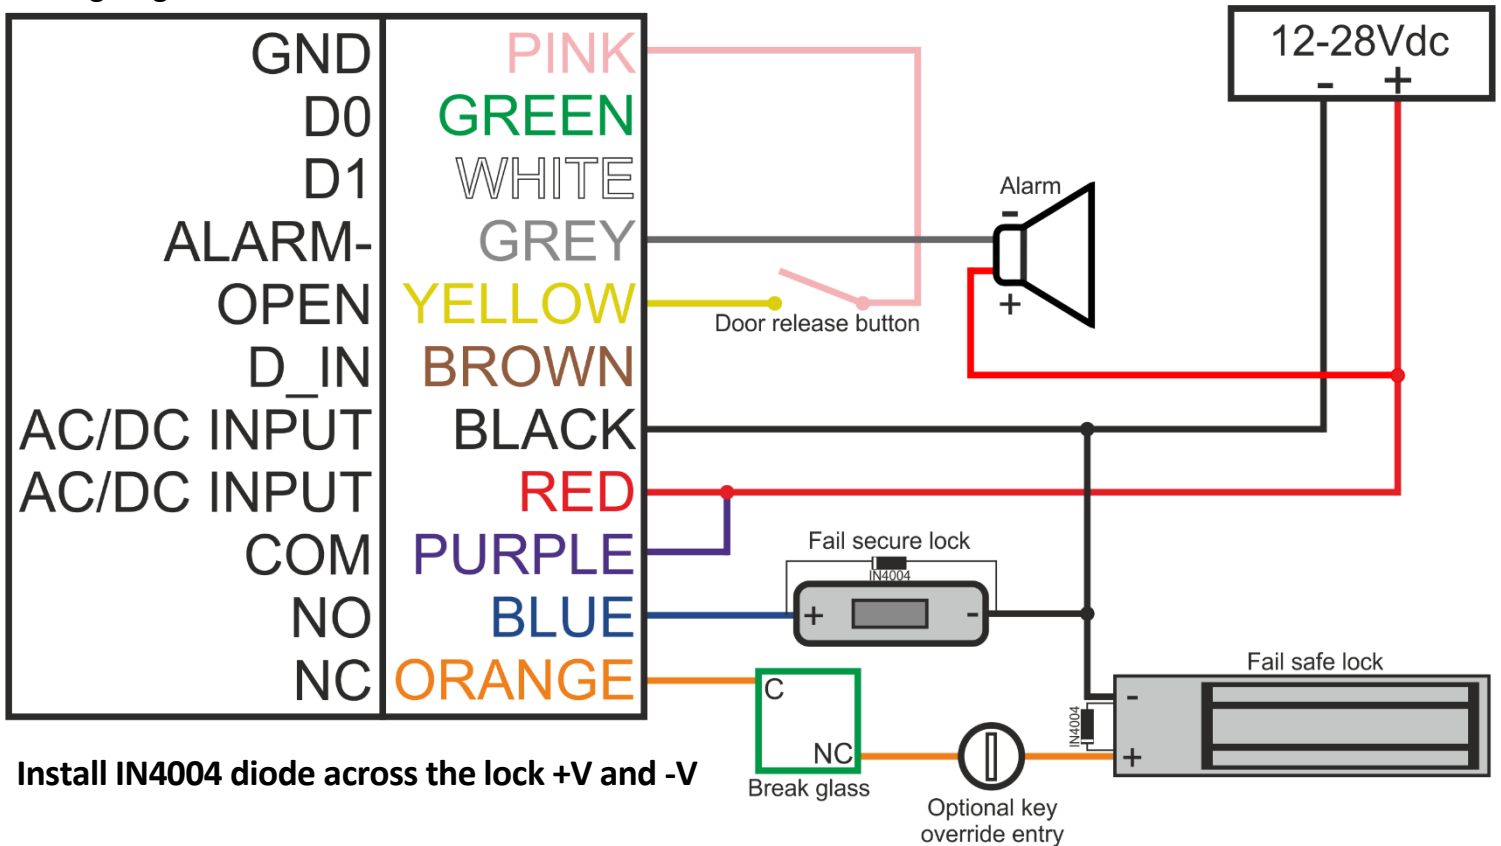 GND PINK
D0 GREEN
D1 WHITE
ALARM- GREY
OPEN YELLOW
D_IN BROWN
AC/DC INPUT BLACK
AC/DC INPUT RED
COM PURPLE
NO BLUE
NC ORANGE
12-28Vdc
- +
Alarm
-
+
Door release button
Fail secure lock
IN4004
+ -
C
NC
Break glass
Optional key
override entry
Fail safe lock
-
IN4004
+
Install IN4004 diode across the lock +V and -V